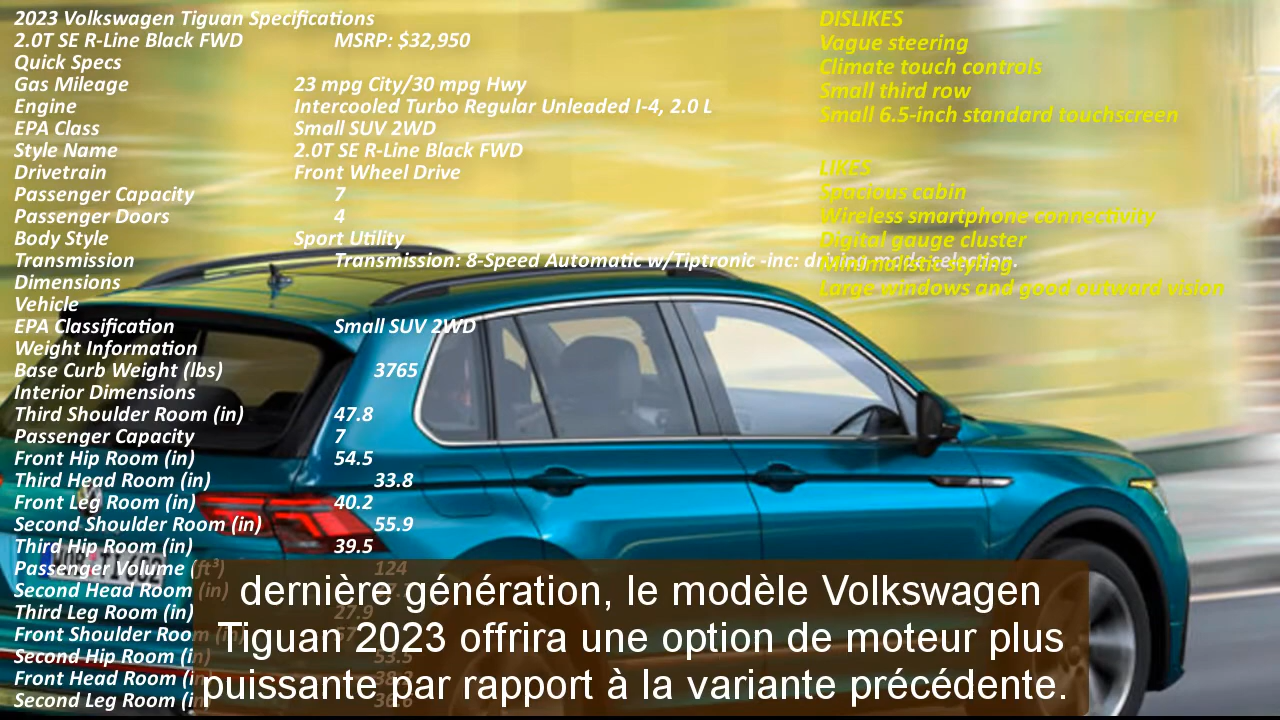 2023 Volkswagen Tiguan Specifications
2.0T SE R-Line Black FWD MSRP: $32,950
Quick Specs
Gas Mileage 23 mpg City/30 mpg Hwy
Engine Intercooled Turbo Regular Unleaded I-4, 2.0 L
EPA Class Small SUV 2WD
Style Name 2.0T SE R-Line Black FWD
Drivetrain Front Wheel Drive
Passenger Capacity 7
Passenger Doors 4
Body Style Sport Utility
Transmission Transmission: 8-Speed Automatic w/Tiptronic -inc: driving mode selection.
Dimensions
Vehicle
EPA Classification Small SUV 2WD
Weight Information
Base Curb Weight (lbs) 3765
Interior Dimensions
Third Shoulder Room (in) 47.8
Passenger Capacity 7
Front Hip Room (in) 54.5
Third Head Room (in) 33.8
Front Leg Room (in) 40.2
Second Shoulder Room (in) 55.9
Third Hip Room (in) 39.5
Passenger Volume (ft³) 124
Second Head Room (in)
Third Leg Room (in) 27.9
Front Shoulder Room (in)
Second Hip Room (in) 53.5
Front Head Room (in)
Second Leg Room (in) 36.6
DISLIKES
Vague steering
Climate touch controls
Small third row
Small 6.5-inch standard touchscreen
LIKES
Spacious cabin
Wireless smartphone connectivity
Digital gauge cluster
Minimalistic styling
Large windows and good outward vision
dernière génération, le modèle Volkswagen
Tiguan 2023 offrira une option de moteur plus
puissante par rapport à la variante précédente.